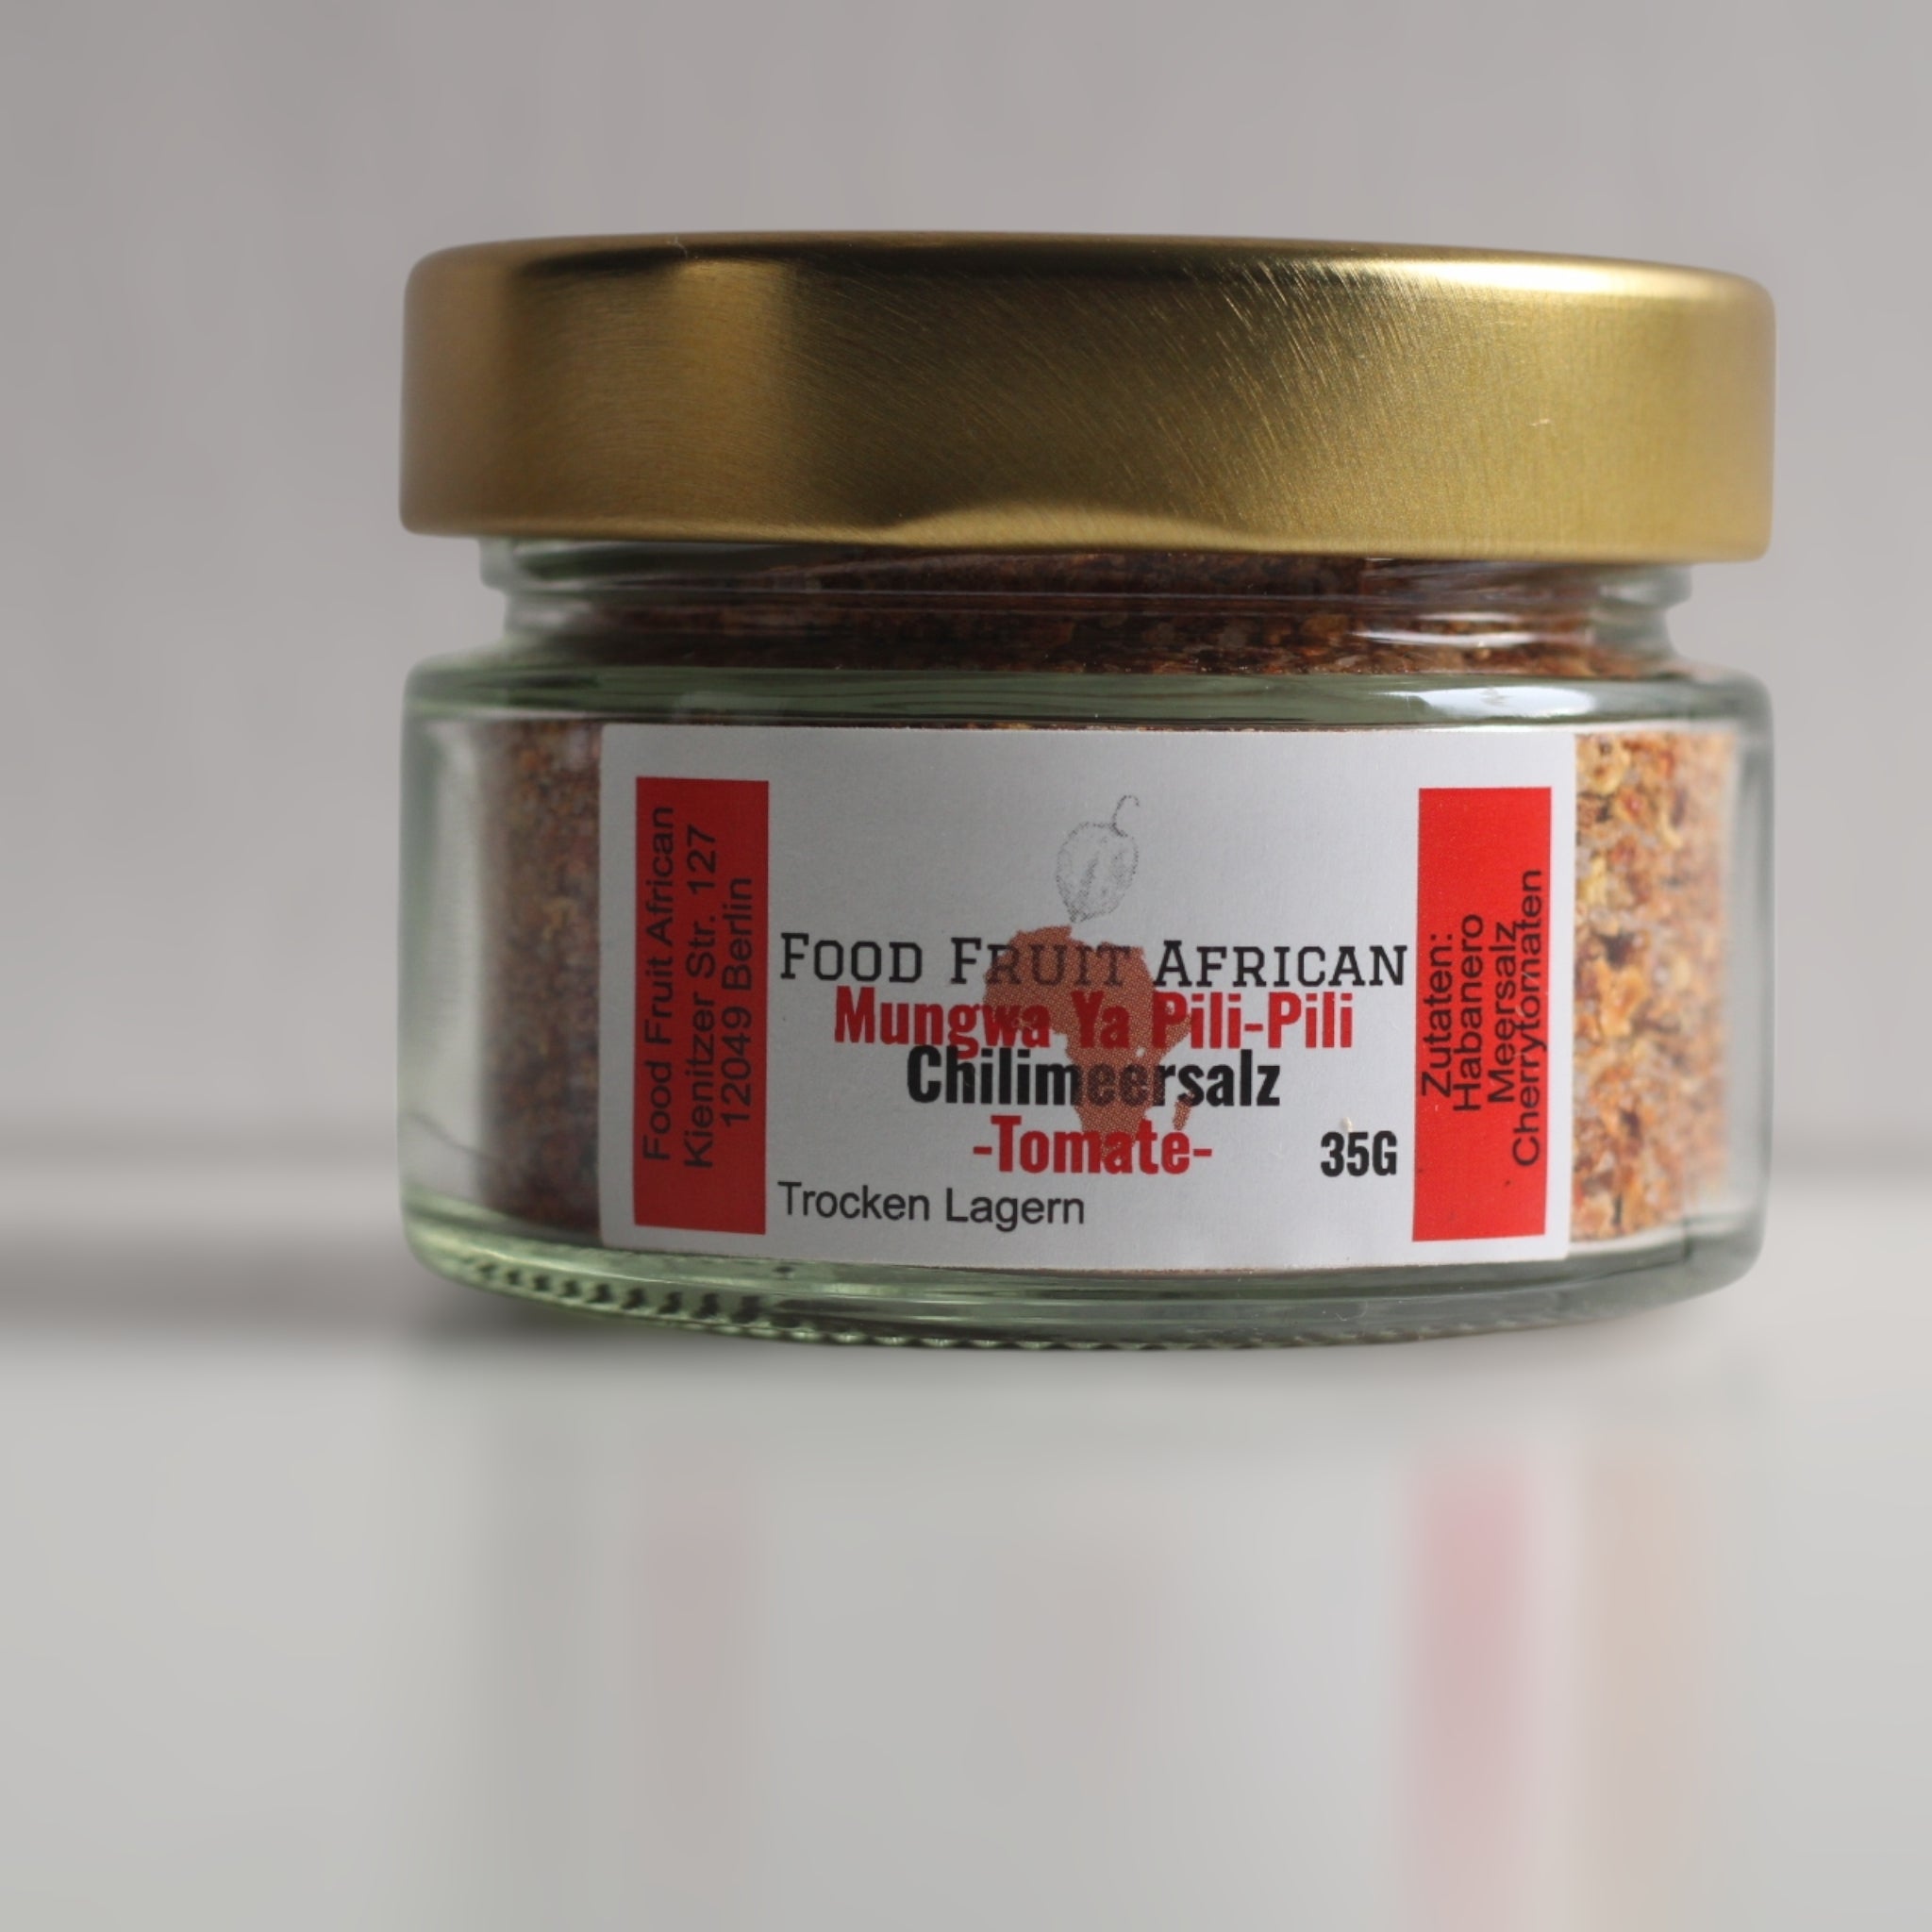 Food Fruit African
Kienitzer Str. 127
12049 Berlin
FOOD FRUIT AFRICAN
Mungwa Ya Pili-Pili
Chilimeersalz
-Tomate-
35G
Trocken Lagern
Zutaten:
Habanero
Meersalz
Cherrytomaten